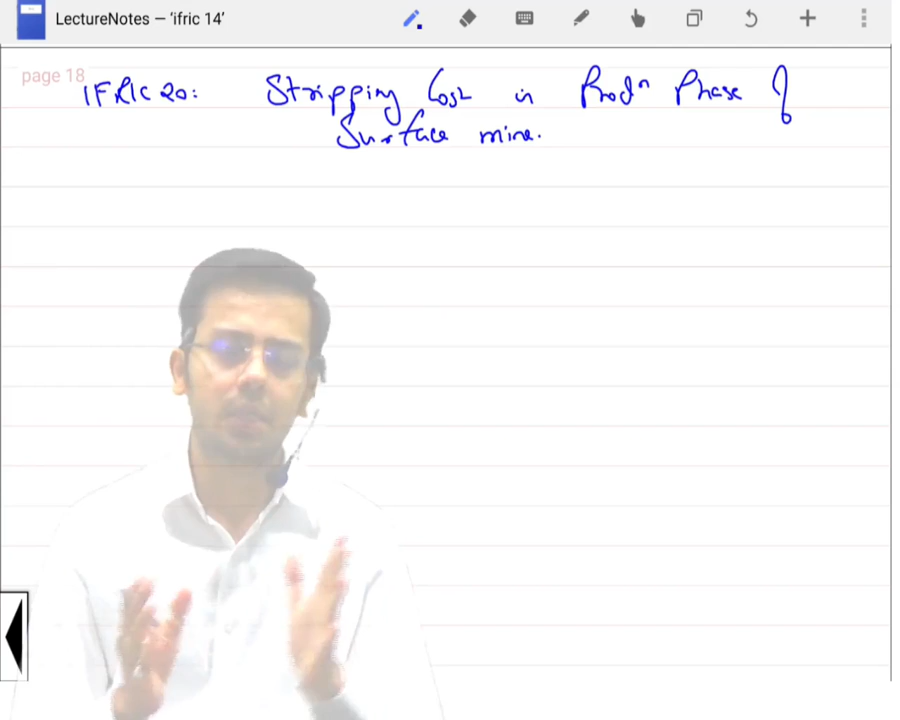 LectureNotes – ‘ifric 14’
page 18
IFRIC 20: Stripping Cost in Prodⁿ Phase of
Surface mine.